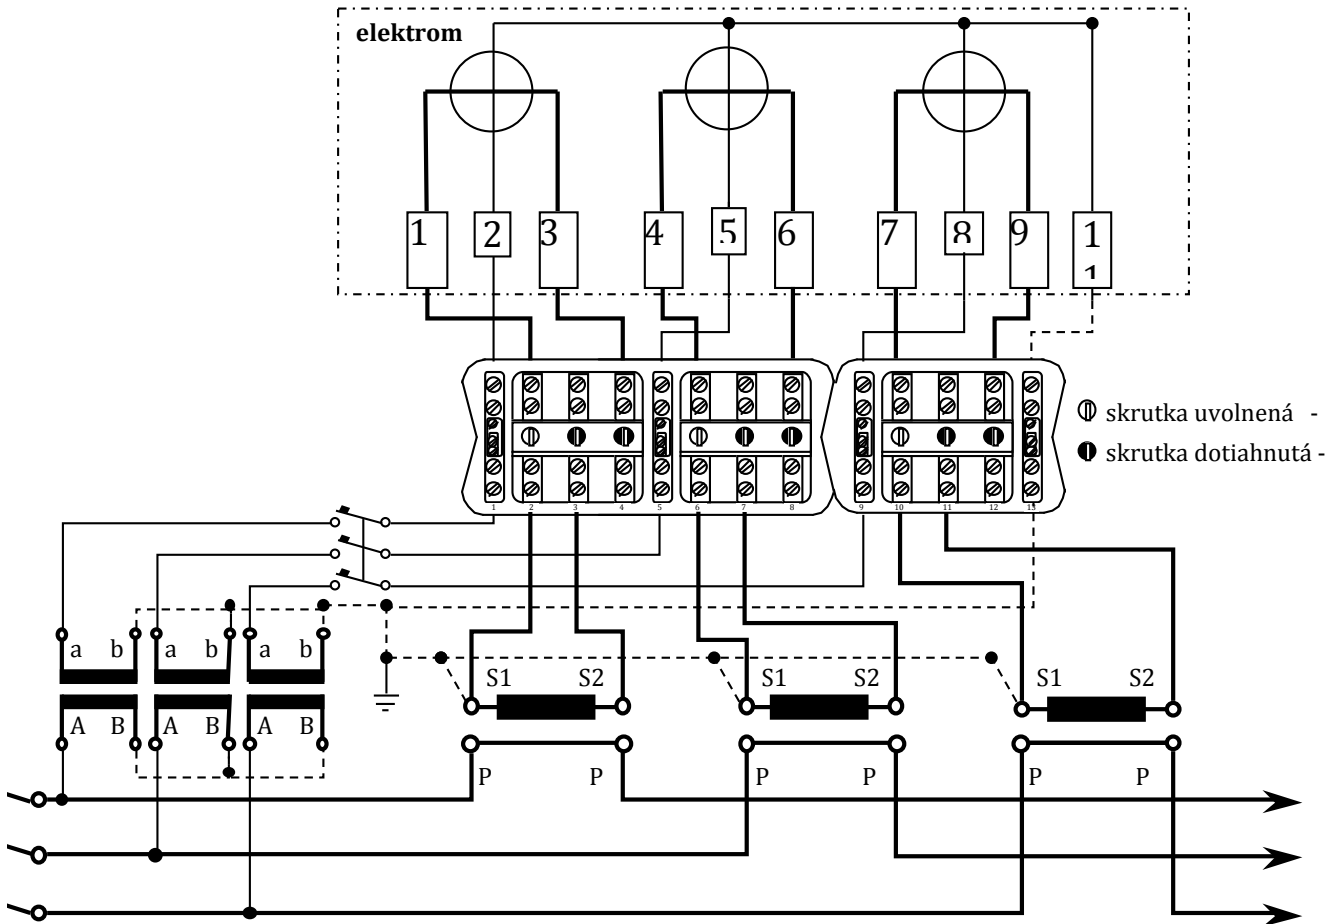 elektrom
1 2 3 4 5 6 7 8 9 1
1
skrutka uvolnená -
skrutka dotiahnutá -
1 2 3 4 5 6 7 8 9 10 11 12 13
a b a b a b
S1 S2 S1 S2 S1 S2
A B A B A B
P P P P P P